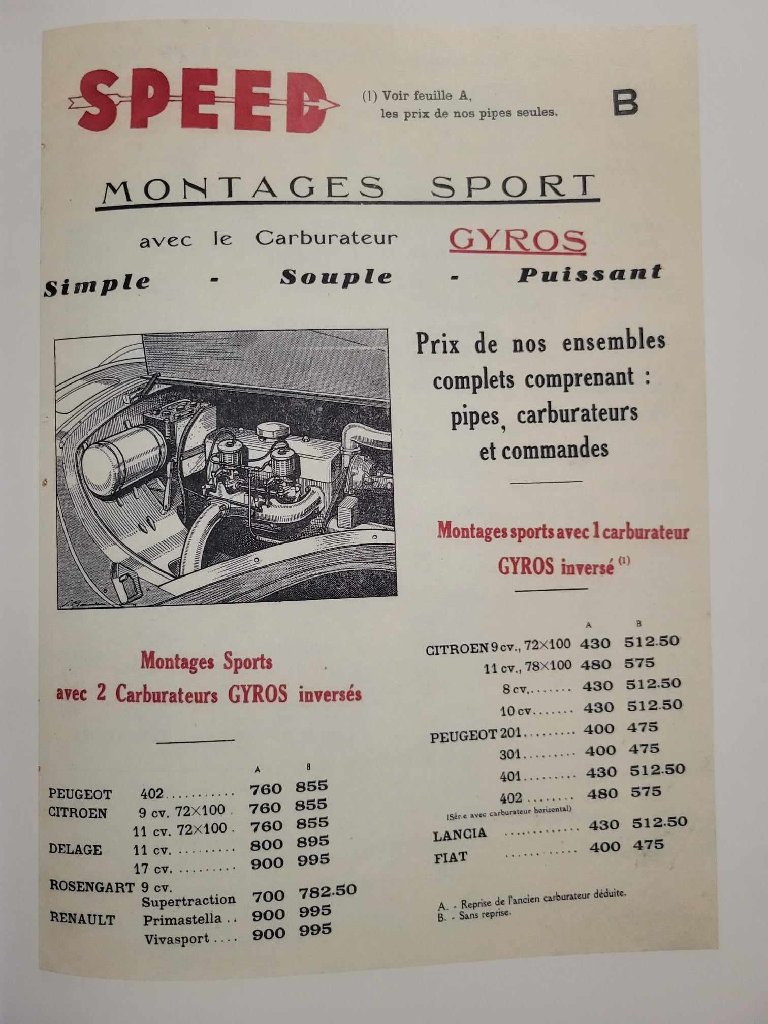 SPEED
(1) Voir feuille A,
les prix de nos pipes seules.
B
MONTAGES SPORT
avec le Carburateur GYROS
Simple - Souple - Puissant
Prix de nos ensembles
complets comprenant :
pipes, carburateurs
et commandes
Montages sports avec 1 carburateur
GYROS inversé (1)
A B
CITROEN 9 cv., 72×100 430 512.50
11 cv., 78×100 480 575
8 cv. ....... 430 512.50
10 cv. ...... 430 512.50
PEUGEOT 201 .......... 400 475
301 .......... 400 475
401 .......... 430 512.50
402 ........ 480 575
(Série avec carburateur horizontal)
LANCIA ............ 430 512.50
FIAT ............ 400 475
A. - Reprise de l'ancien carburateur déduite.
B. - Sans reprise.
Montages Sports
avec 2 Carburateurs GYROS inversés
A B
PEUGEOT 402 ........... 760 855
CITROEN 9 cv. 72×100 . 760 855
11 cv. 72×100 . 760 855
DELAGE 11 cv. .......... 800 895
17 cv. .......... 900 995
ROSENGART 9 cv.
Supertraction 700 782.50
RENAULT Primastella .. 900 995
Vivasport .... 900 995